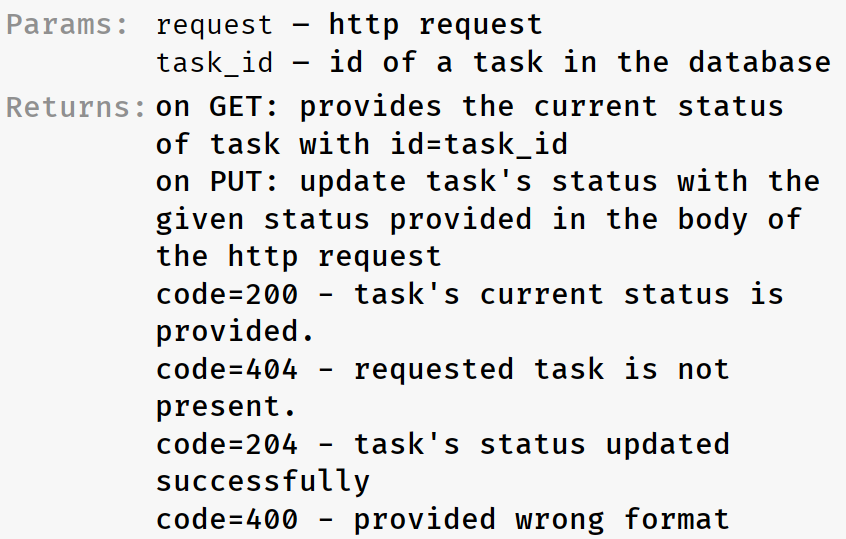 Params: request – http request
task_id – id of a task in the database
Returns: on GET: provides the current status
of task with id=task_id
on PUT: update task's status with the
given status provided in the body of
the http request
code=200 - task's current status is
provided.
code=404 - requested task is not
present.
code=204 - task's status updated
successfully
code=400 - provided wrong format